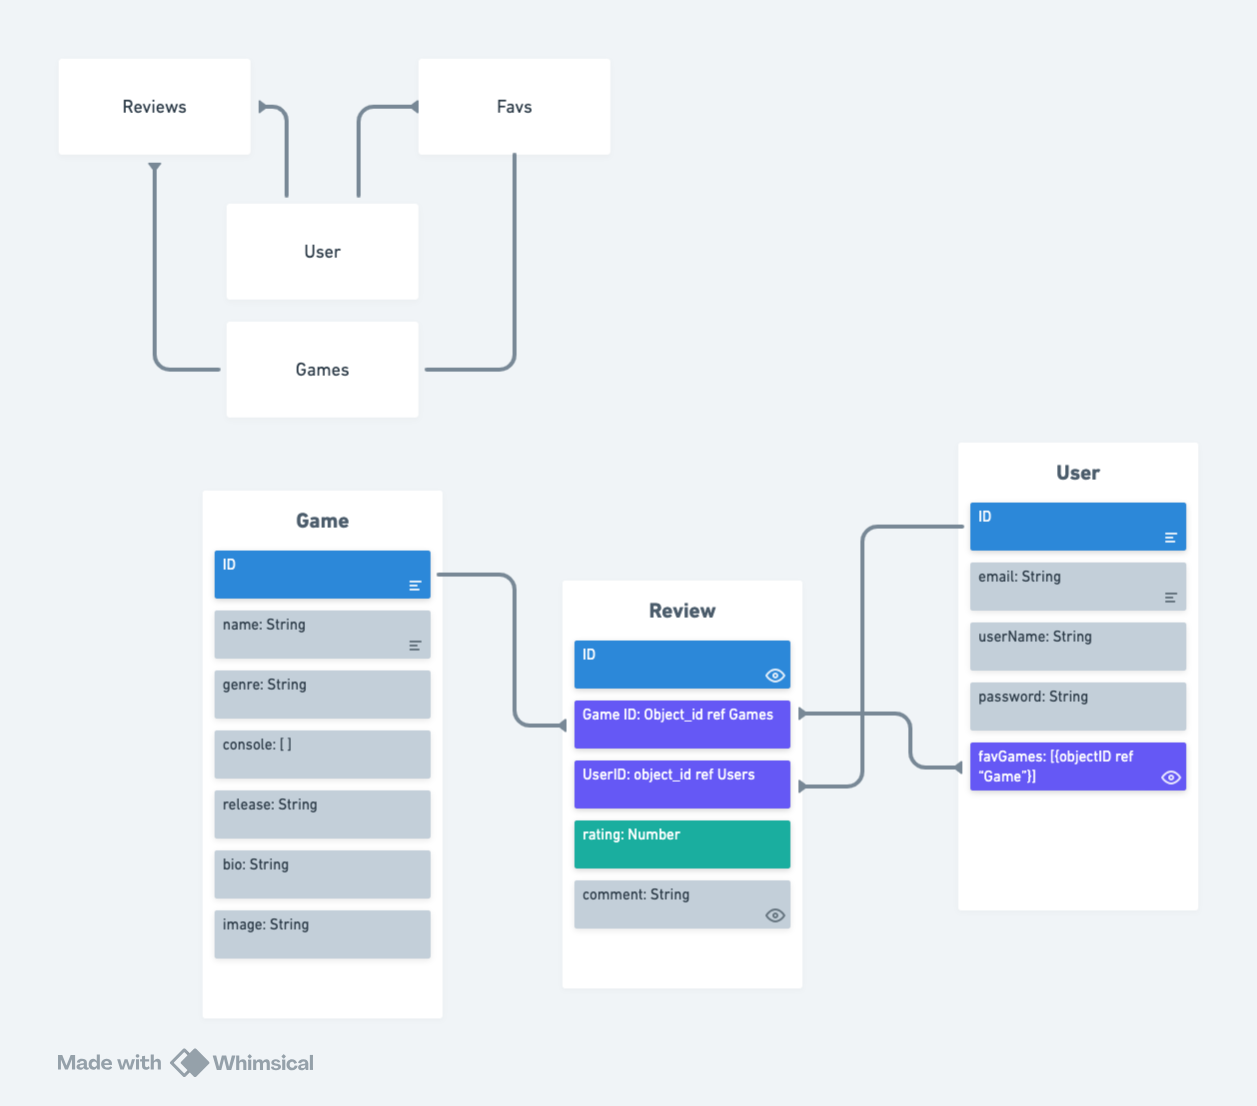 Reviews
Favs
User
Games
Game
ID
name: String
genre: String
console: [ ]
release: String
bio: String
image: String
Review
ID
Game ID: Object_id ref Games
UserID: object_id ref Users
rating: Number
comment: String
User
ID
email: String
userName: String
password: String
favGames: [{objectID ref
"Game"}]
Made with Whimsical